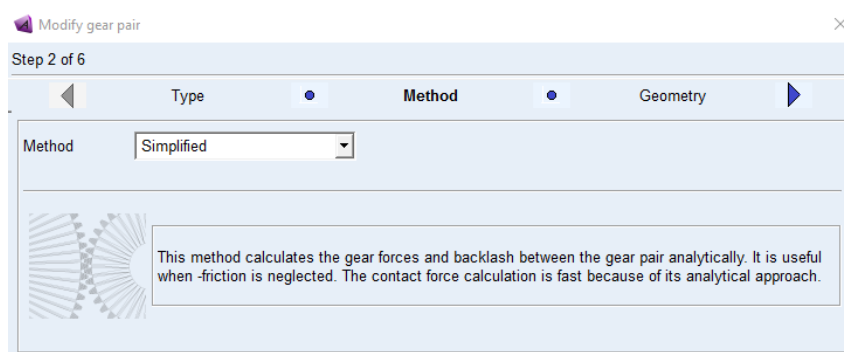 Modify gear pair
Step 2 of 6
Type Method Geometry
Method Simplified
This method calculates the gear forces and backlash between the gear pair analytically. It is useful
when -friction is neglected. The contact force calculation is fast because of its analytical approach.